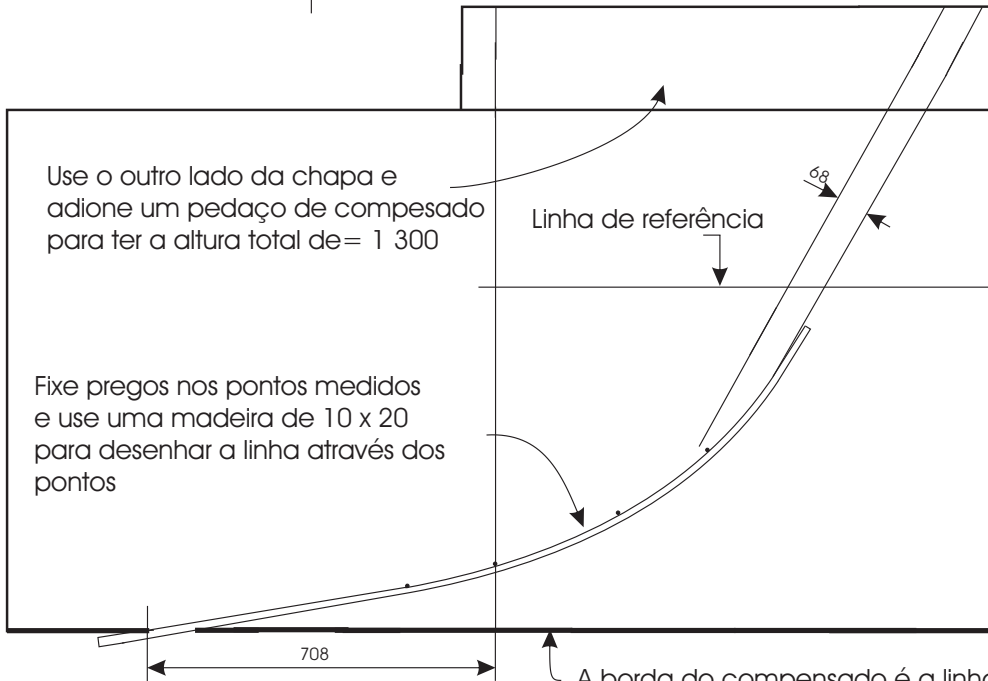 Use o outro lado da chapa e
adione um pedaço de compesado
para ter a altura total de= 1 300
68
Linha de referência
Fixe pregos nos pontos medidos
e use uma madeira de 10 x 20
para desenhar a linha através dos
pontos
708
A borda do compensado é a linha